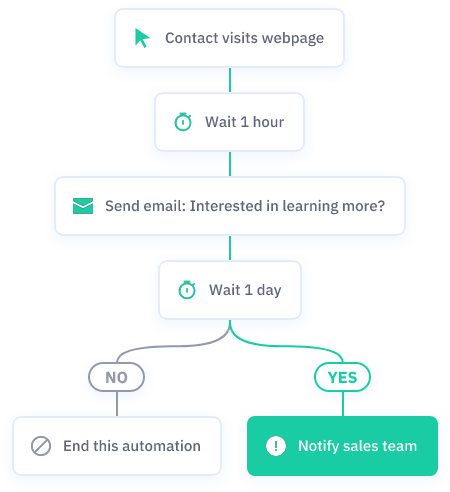 Contact visits webpage
Wait 1 hour
Send email: Interested in learning more?
Wait 1 day
NO
YES
End this automation
Notify sales team